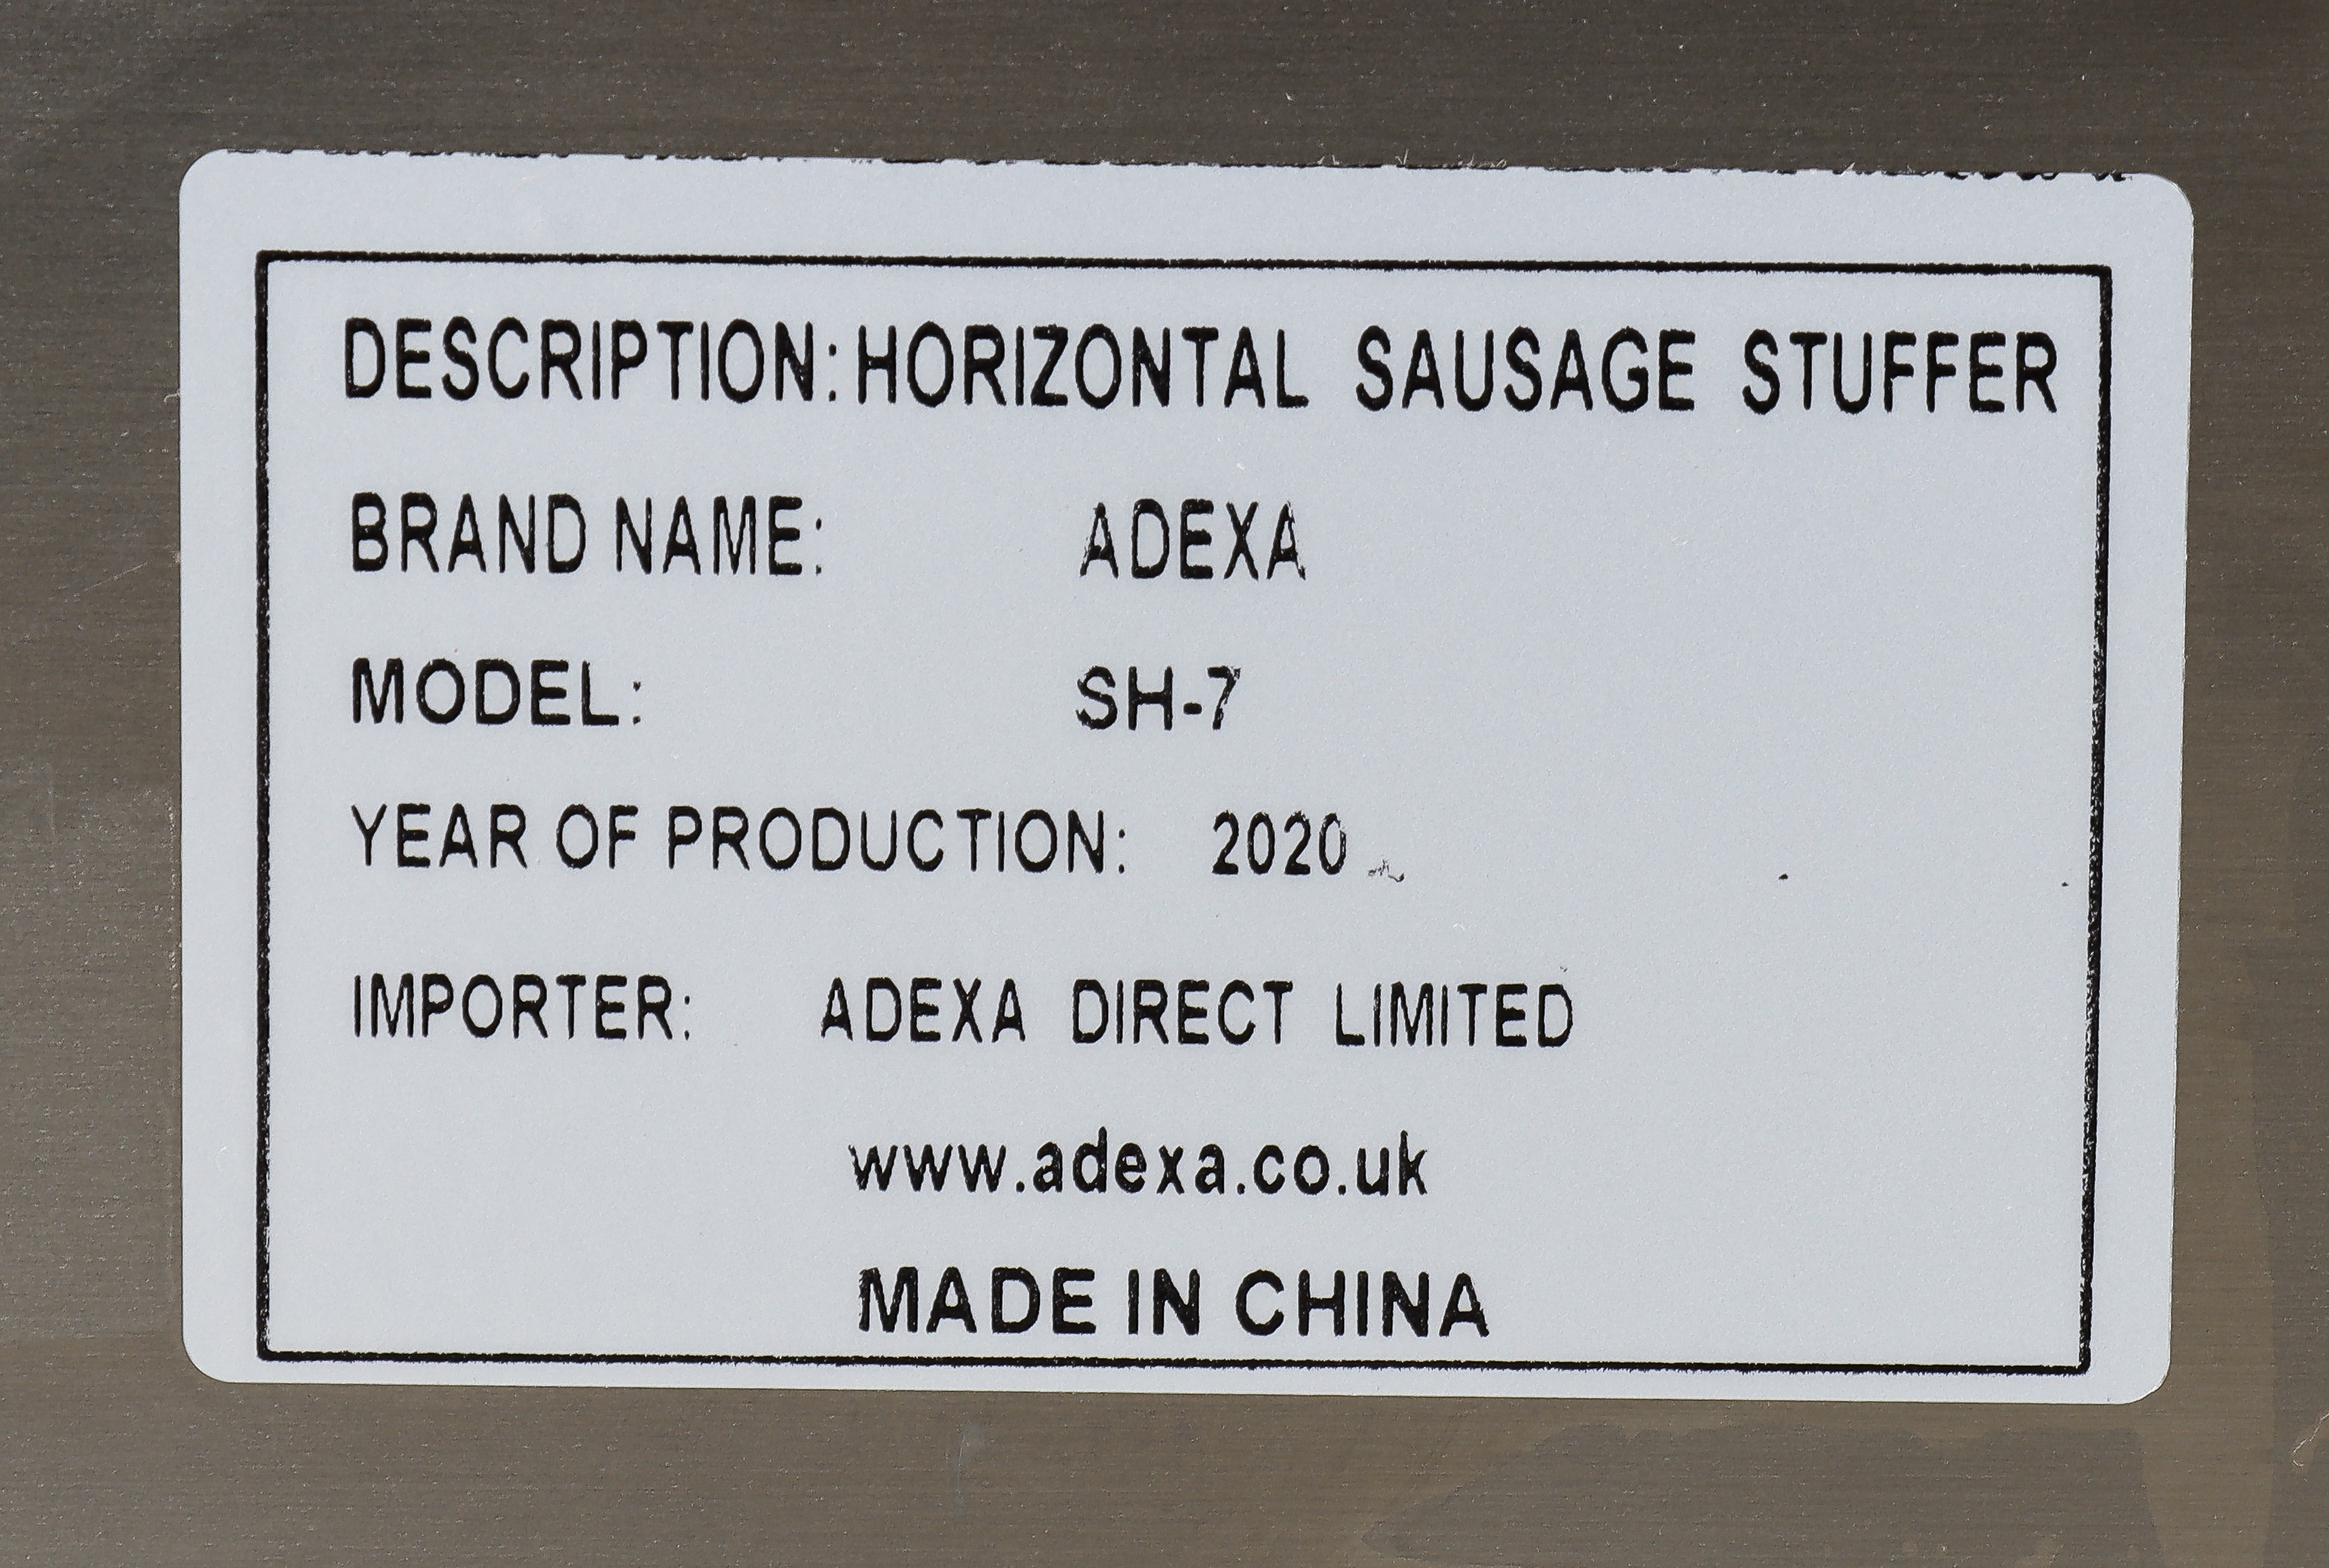 DESCRIPTION: HORIZONTAL SAUSAGE STUFFER
BRAND NAME: ADEXA
MODEL: SH-7
YEAR OF PRODUCTION: 2020
IMPORTER: ADEXA DIRECT LIMITED
www.adexa.co.uk
MADE IN CHINA